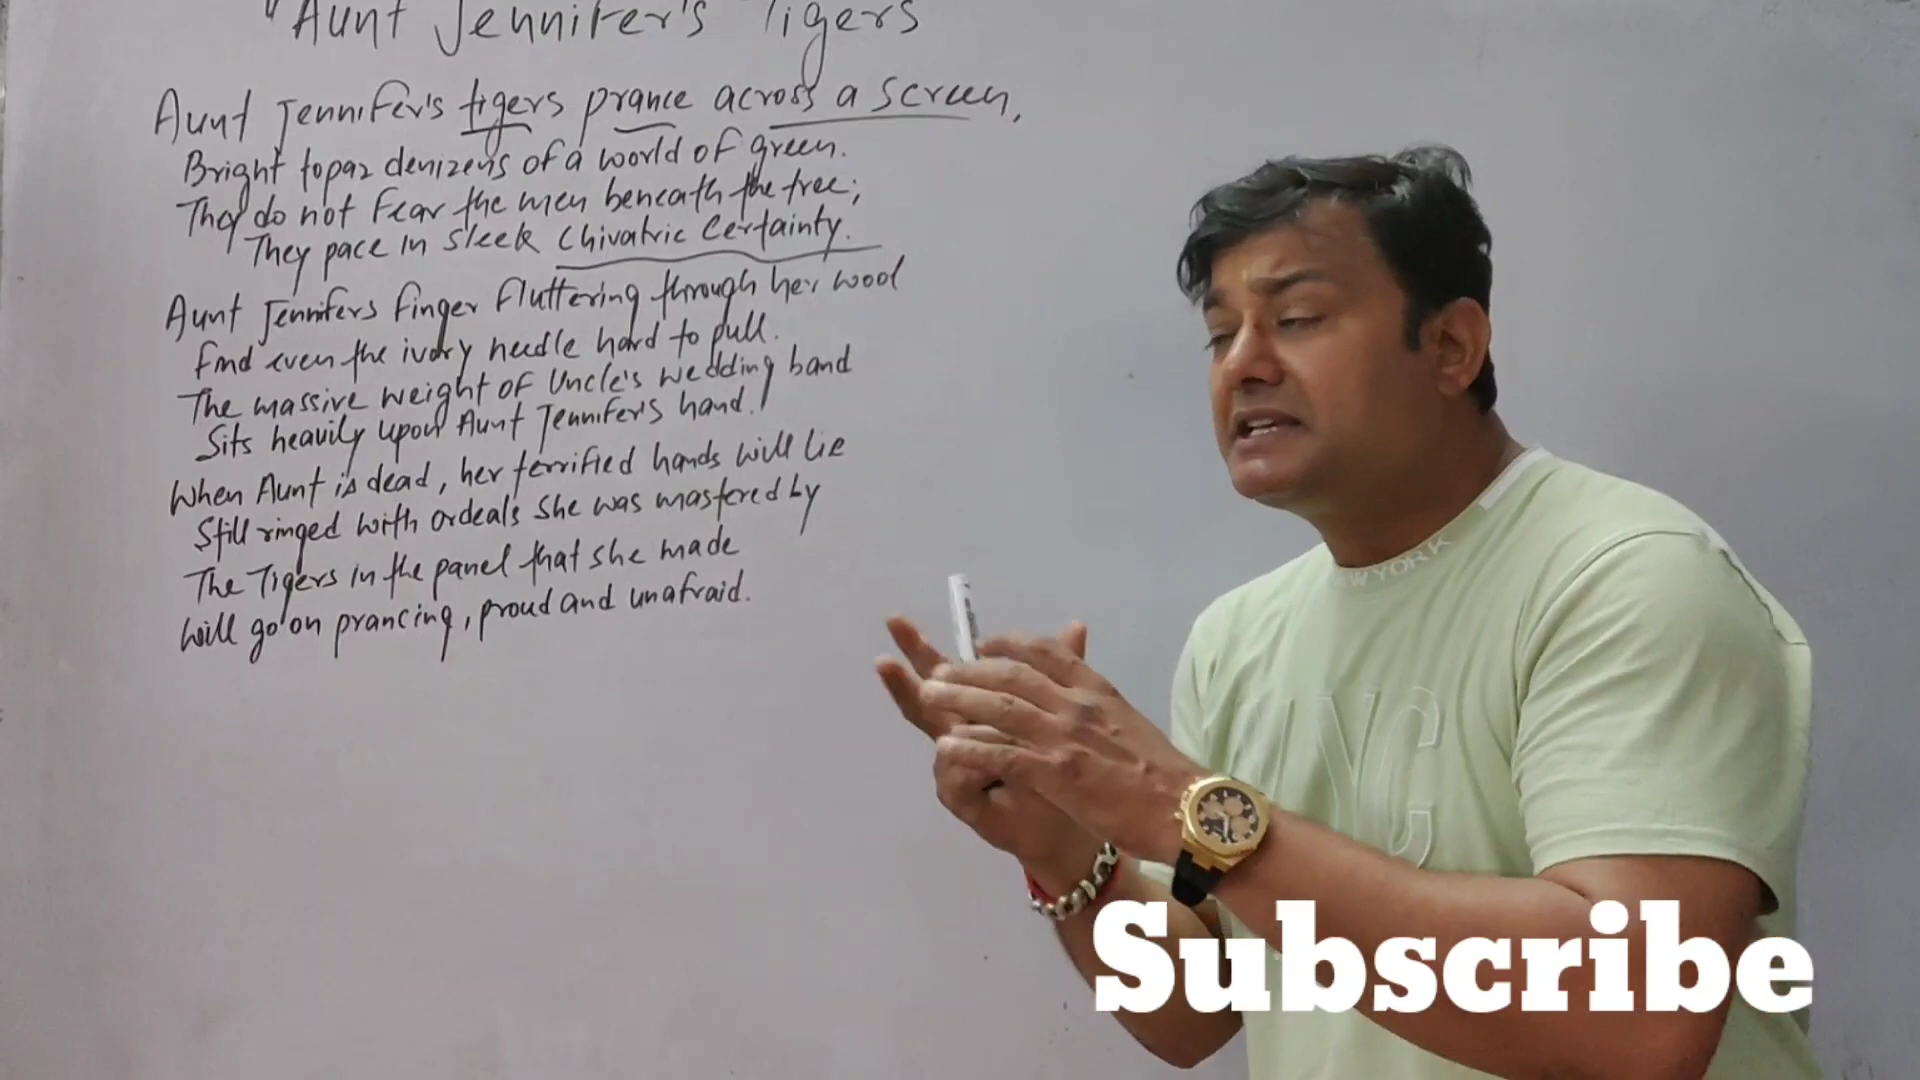 "Aunt Jennifer's Tigers
Aunt Jennifer's tigers prance across a screen,
Bright topaz denizens of a world of green.
They do not fear the men beneath the tree;
They pace in sleek Chivalric Certainty.
Aunt Jennifers finger fluttering through her wool
Find even the ivory needle hard to pull.
The massive weight of Uncle's wedding band
Sits heavily upon Aunt Jennifer's hand.
When Aunt is dead, her terrified hands will lie
Still ringed with ordeals she was mastered by
The Tigers in the panel that she made
will go on prancing, proud and unafraid.
W YORK
NYC
Subscribe